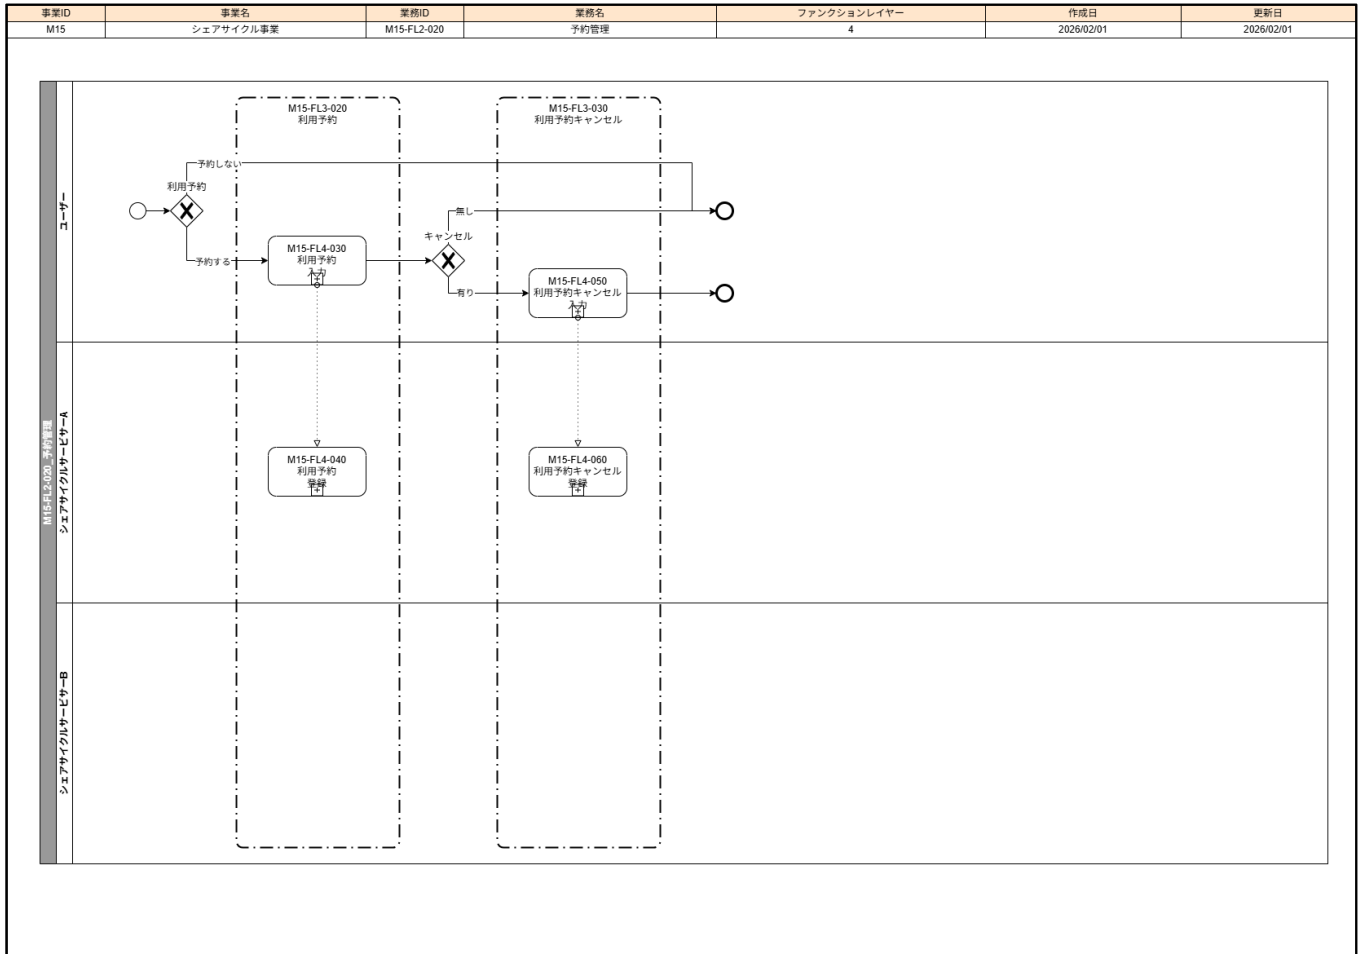 事業ID 事業名 業務ID 業務名 ファンクションレイヤー 作成日 更新日
M15 シェアサイクル事業 M15-FL2-020 予約管理 4 2026/02/01 2026/02/01
M15-FL2-020_予約管理
ユーザー
M15-FL3-020
利用予約
M15-FL3-030
利用予約キャンセル
予約しない
利用予約
予約する
M15-FL4-030
利用予約
入力
無し
キャンセル
有り
M15-FL4-050
利用予約キャンセル
入力
シェアサイクルサービサーA
M15-FL4-040
利用予約
登録
M15-FL4-060
利用予約キャンセル
登録
シェアサイクルサービサーB